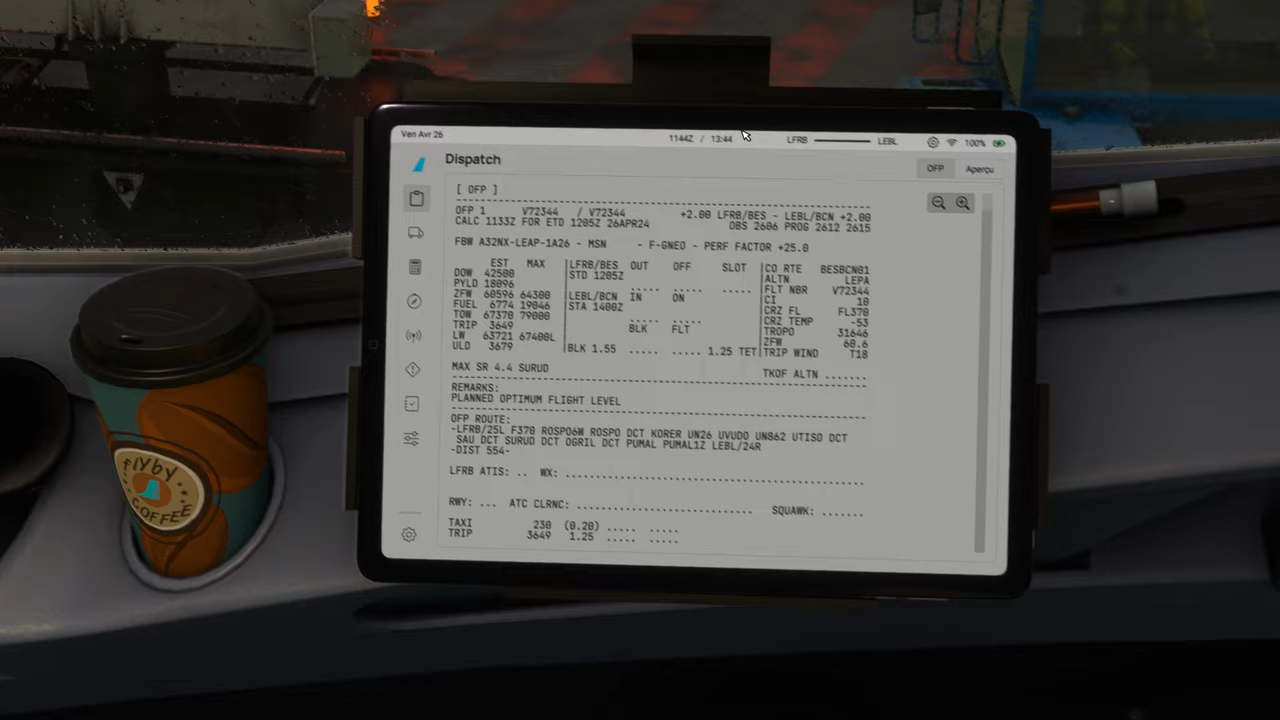 Ven Avr 26
1144Z / 13:44
LFRB
LEBL
100%
Dispatch
OFP
Aperçu
[ OFP ]
OFP 1 V72344 / V72344 +2.00 LFRB/BES - LEBL/BCN +2.00
CALC 1133Z FOR ETD 1205Z 26APR24 OBS 2606 PROG 2612 2615
FBW A32NX-LEAP-1A26 - MSN - F-GNEO - PERF FACTOR +25.0
EST MAX
DOW 42500
PYLD 18096
ZFW 60596 64300
FUEL 6774 19046
TOW 67370 79000
TRIP 3649
LW 63721 67400L
ULD 3679
LFRB/BES OUT OFF SLOT
STD 1205Z
..... ..... .....
LEBL/BCN IN ON
STA 1400Z
..... .....
BLK FLT
BLK 1.55 ..... ..... 1.25 TET
CO RTE BESBCN01
ALTN LEPA
FLT NBR V72344
CI 10
CRZ FL FL370
CRZ TEMP -53
TROPO 31646
ZFW 60.6
TRIP WIND T18
MAX SR 4.4 SURUD
TKOF ALTN .......
REMARKS:
PLANNED OPTIMUM FLIGHT LEVEL
OFP ROUTE:
-LFRB/25L F370 ROSPO6W ROSPO DCT KORER UN26 UVUDO UN862 UTISO DCT
SAU DCT SURUD DCT OGRIL DCT PUMAL PUMAL1Z LEBL/24R
-DIST 554-
LFRB ATIS: .. WX: ................................................
RWY: ... ATC CLRNC: ............................. SQUAWK: .......
TAXI 230 (0.20) ..... .....
TRIP 3649 1.25 ..... .....
FlyBy
COFFEE